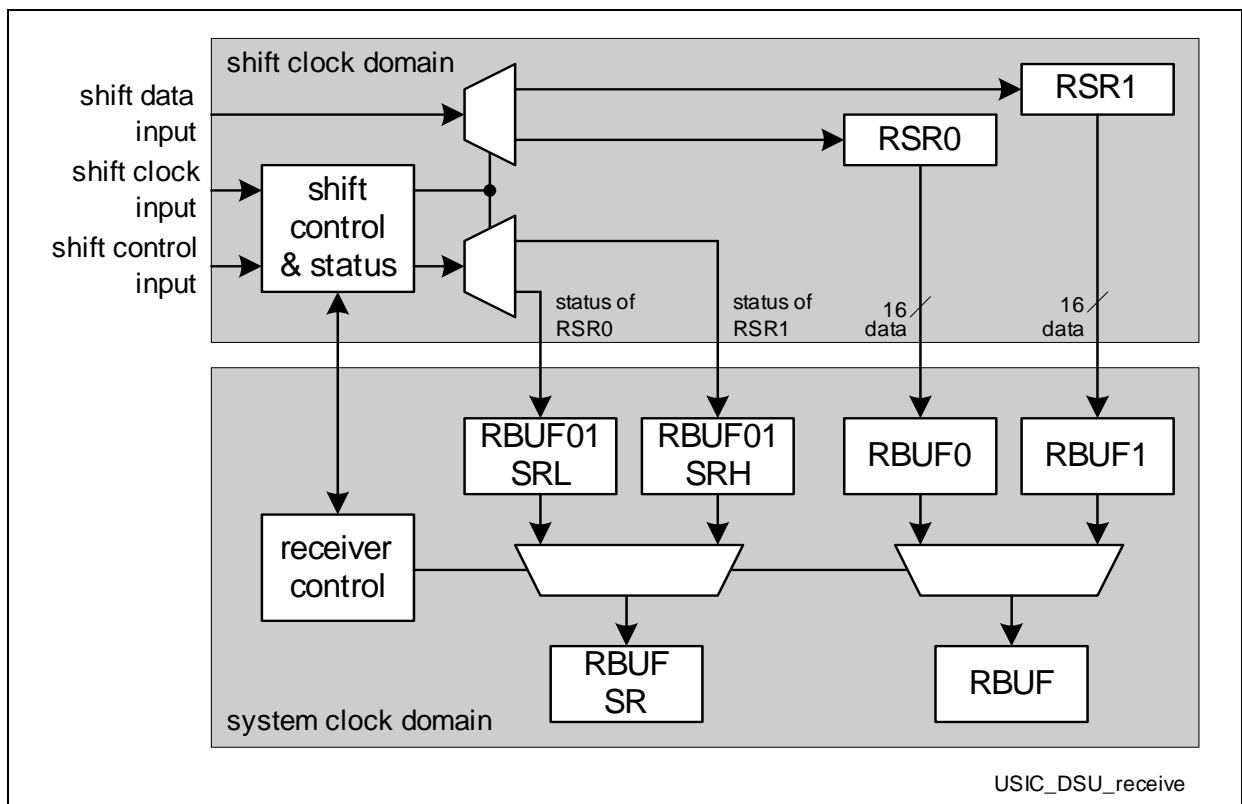 shift clock domain
shift data
input
shift clock
input
shift control
input
shift
control
& status
RSR1
RSR0
status of
RSR0
status of
RSR1
16
data
16
data
RBUF01
SRL
RBUF01
SRH
RBUF0
RBUF1
receiver
control
RBUF
SR
RBUF
system clock domain
USIC_DSU_receive